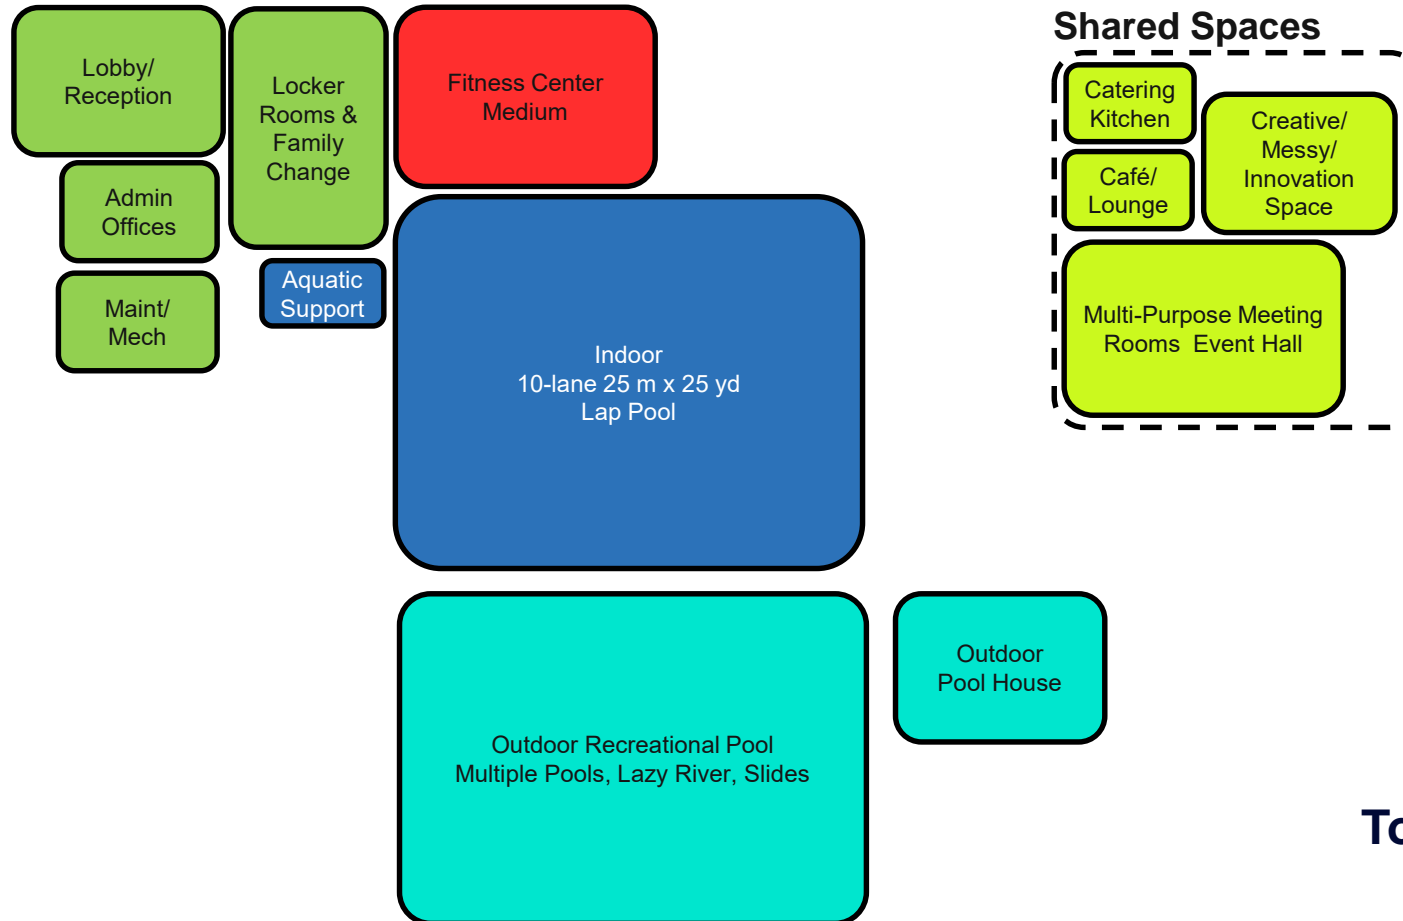 Lobby/
Reception
Locker
Rooms &
Family
Change
Fitness Center
Medium
Admin
Offices
Maint/
Mech
Aquatic
Support
Indoor
10-lane 25 m x 25 yd
Lap Pool
Outdoor Recreational Pool
Multiple Pools, Lazy River, Slides
Outdoor
Pool House
Shared Spaces
Catering
Kitchen
Creative/
Messy/
Innovation
Space
Café/
Lounge
Multi-Purpose Meeting
Rooms  Event Hall